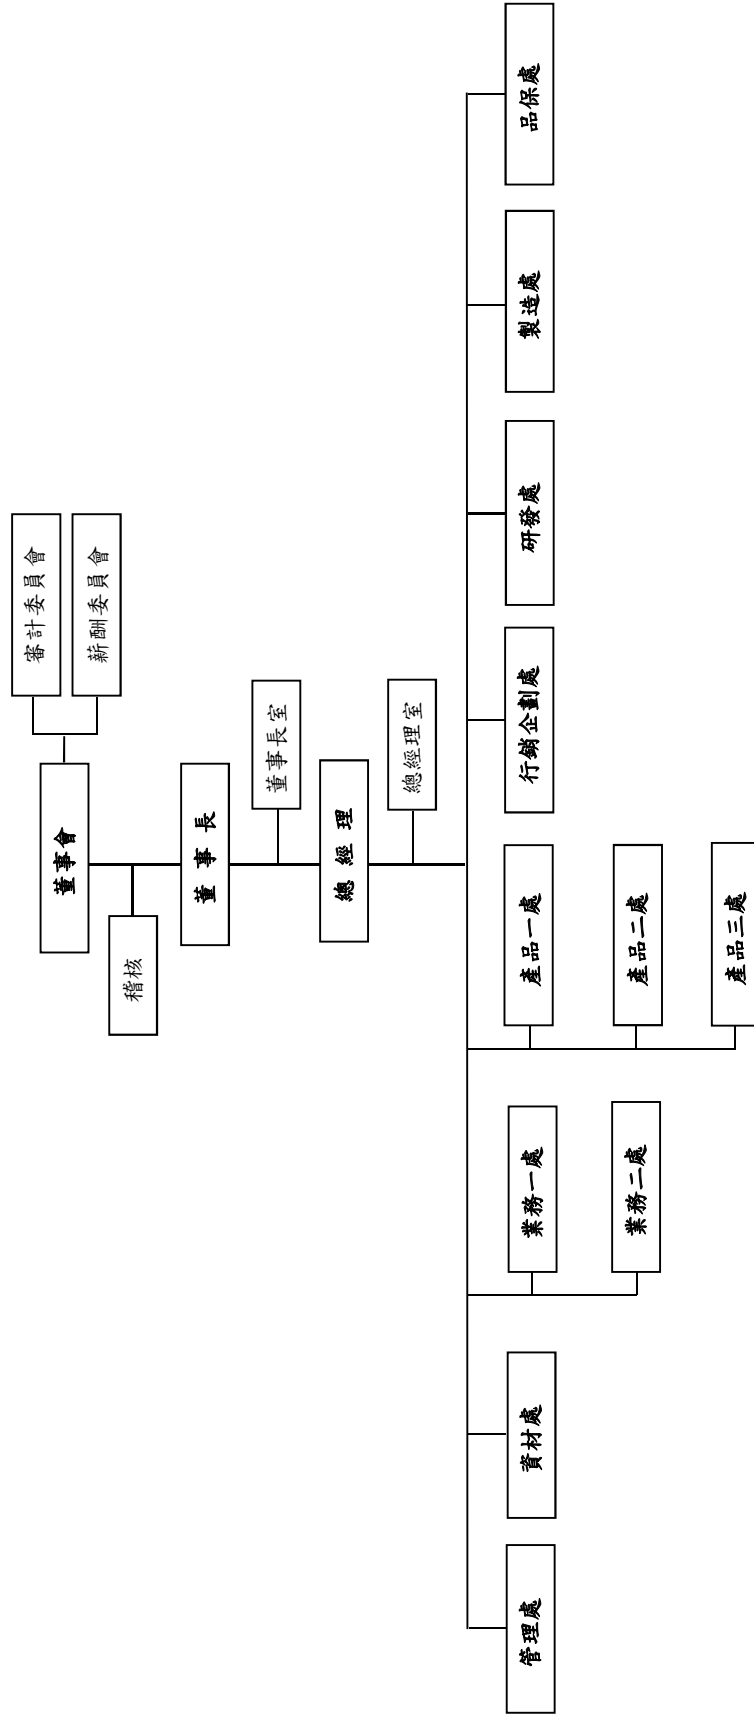 審計委員會
薪酬委員會
董事會
稽核
董事長
董事長室
總經理
總經理室
管理處
資材處
業務一處
業務二處
產品一處
產品二處
產品三處
行銷企劃處
研發處
製造處
品保處